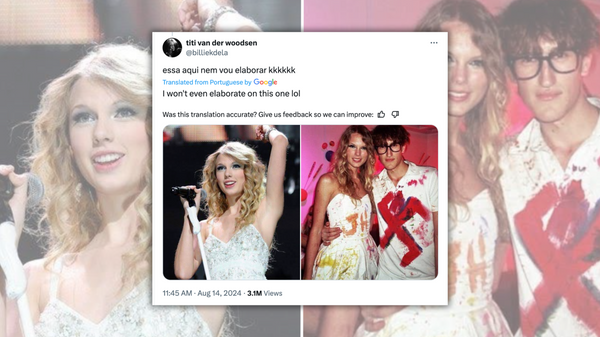 titi van der woodsen
@billiekdela
essa aqui nem vou elaborar kkkkkk
Translated from Portuguese by Google
I won't even elaborate on this one lol
Was this translation accurate? Give us feedback so we can improve:
11:45 AM · Aug 14, 2024 · 3.1M Views